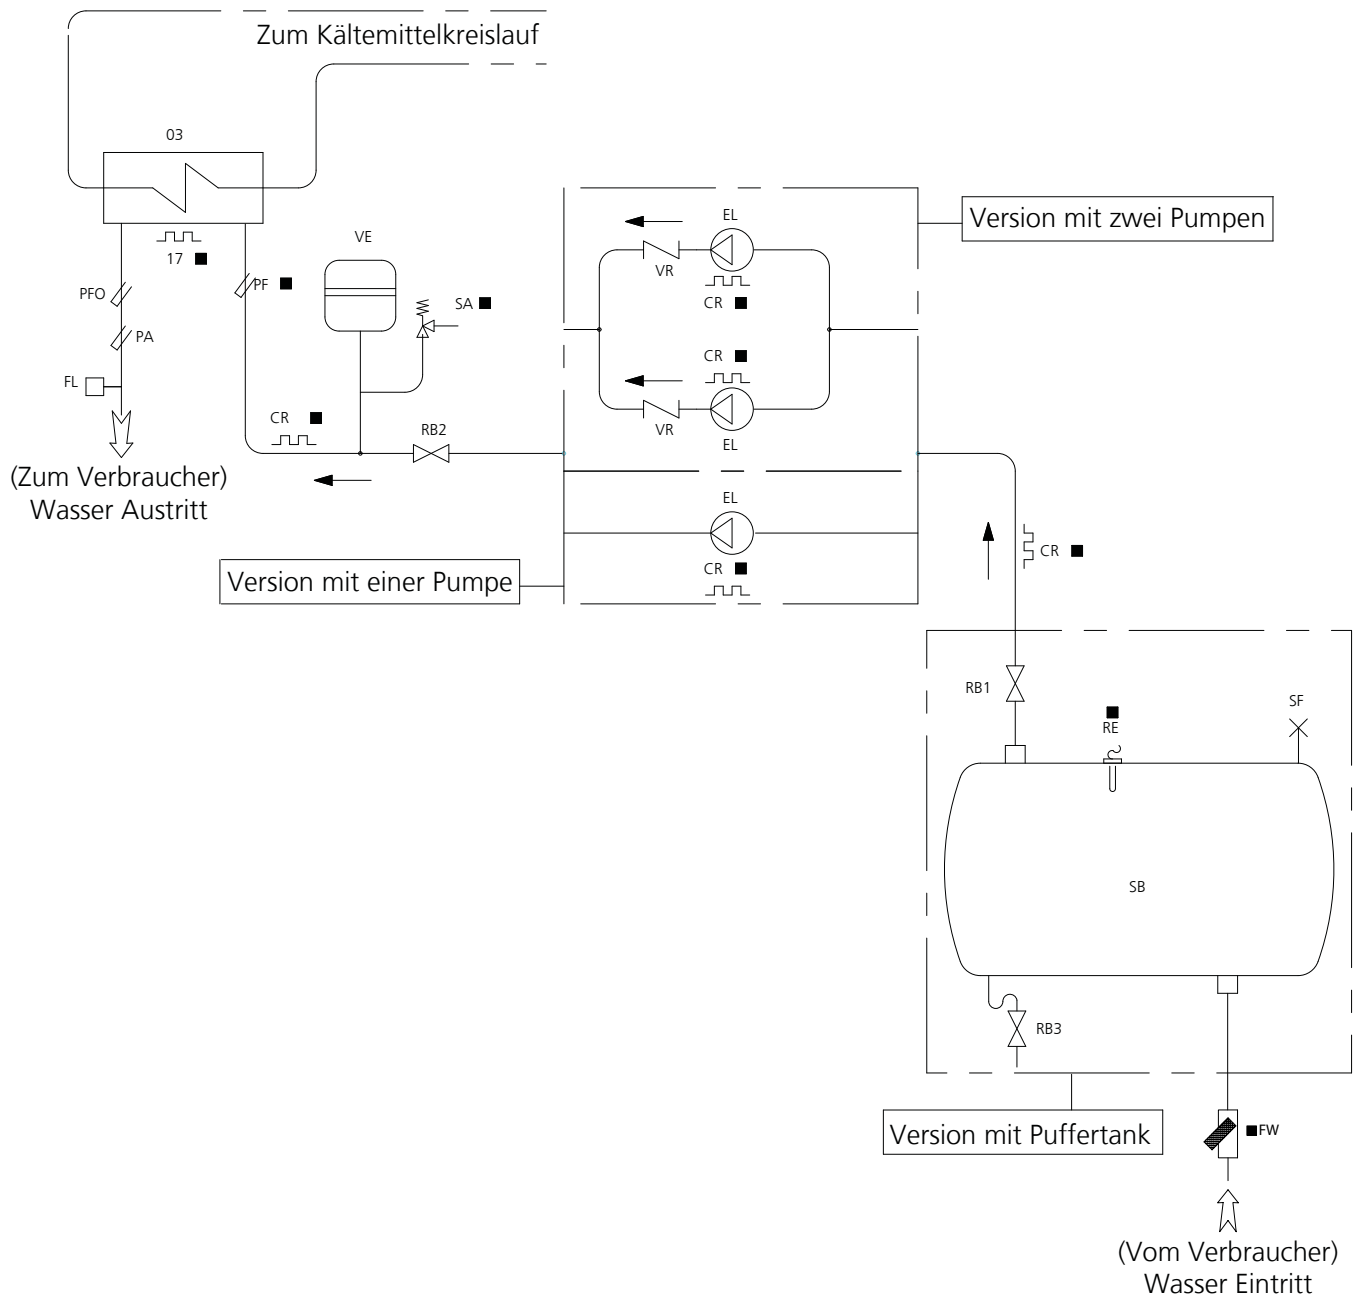 Zum Kältemittelkreislauf
03
17
PFO
PA
FL
(Zum Verbraucher)
Wasser Austritt
PF
VE
SA
CR
RB2
Version mit zwei Pumpen
EL
VR
CR
CR
VR
EL
EL
CR
Version mit einer Pumpe
CR
RB1
RE
SF
SB
RB3
Version mit Puffertank
FW
(Vom Verbraucher)
Wasser Eintritt